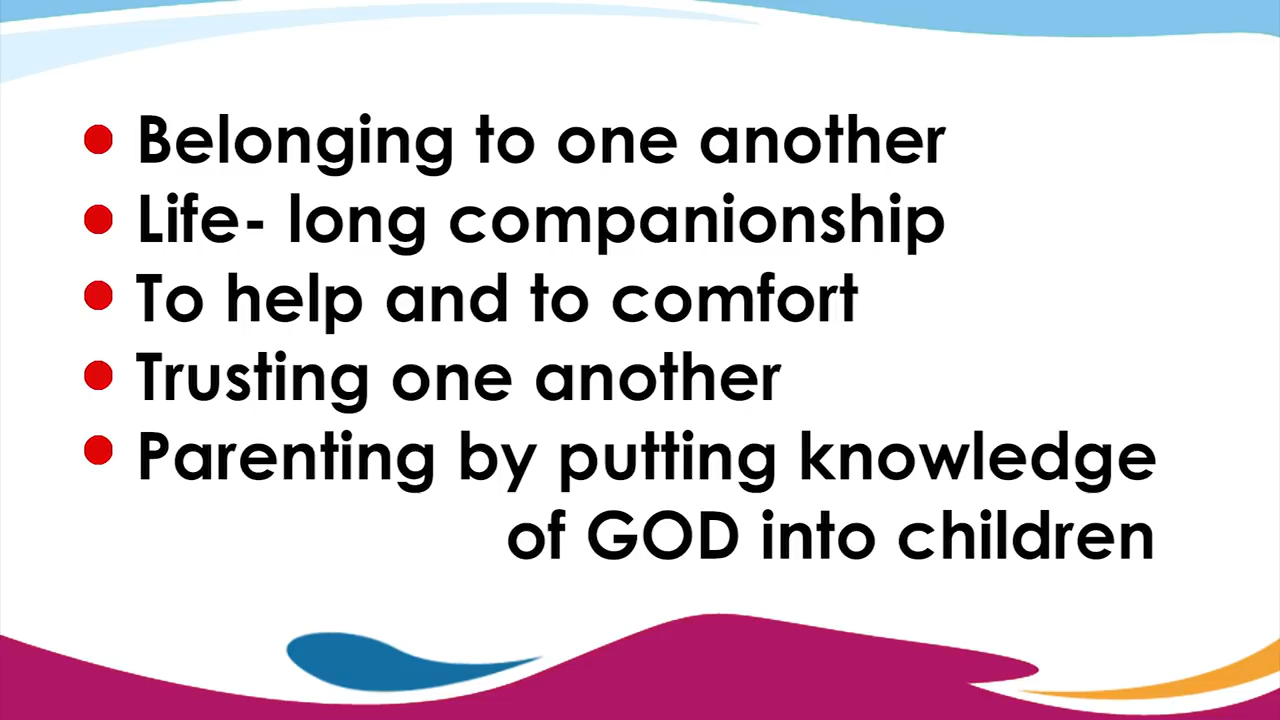 Belonging to one another
Life- long companionship
To help and to comfort
Trusting one another
Parenting by putting knowledge
of GOD into children